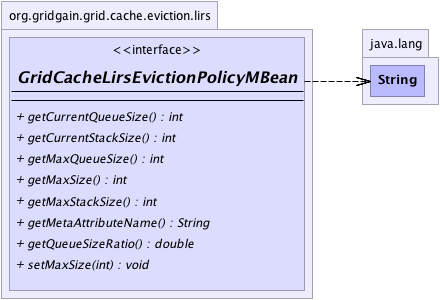 org.gridgain.grid.cache.eviction.lirs
<<interface>>
GridCacheLirsEvictionPolicyMBean
+ getCurrentQueueSize() : int
+ getCurrentStackSize() : int
+ getMaxQueueSize() : int
+ getMaxSize() : int
+ getMaxStackSize() : int
+ getMetaAttributeName() : String
+ getQueueSizeRatio() : double
+ setMaxSize(int) : void
java.lang
String